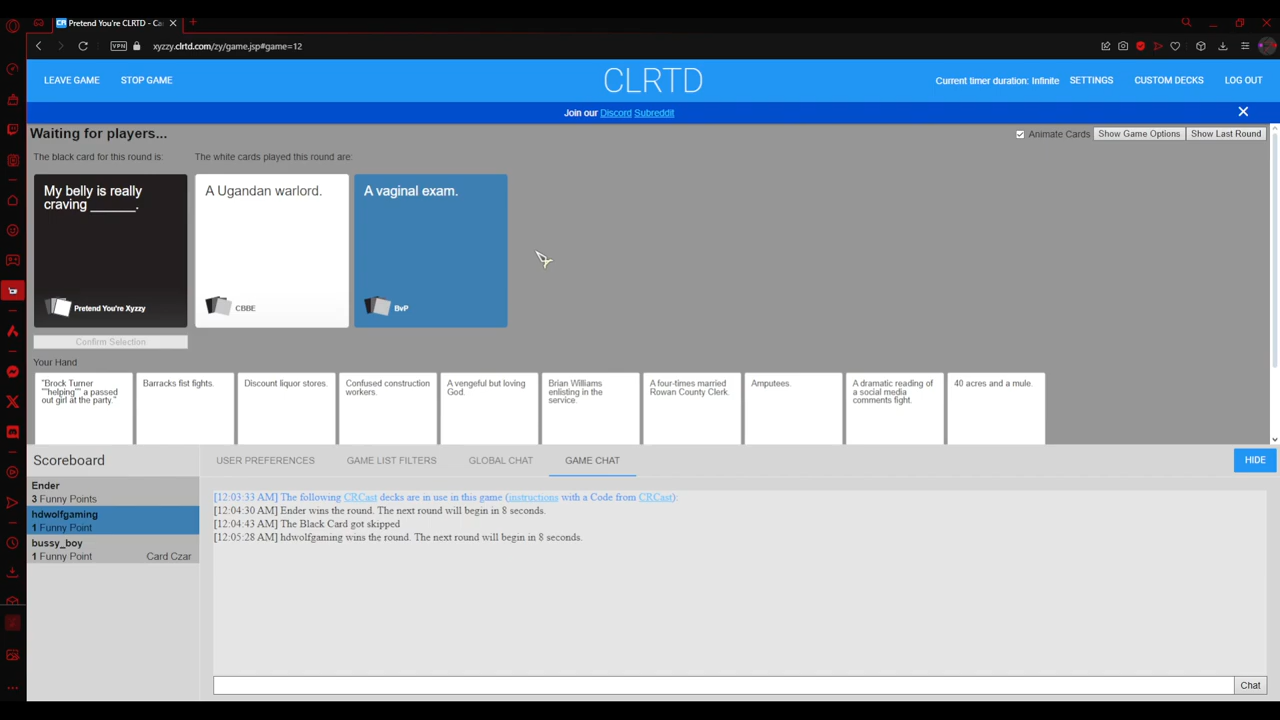 Pretend You're CLRTD - Ca
VPN
xyzzy.clrtd.com/zy/game.jsp#game=12
LEAVE GAME
STOP GAME
CLRTD
Current timer duration: Infinite
SETTINGS
CUSTOM DECKS
LOG OUT
Join our Discord Subreddit
Waiting for players...
Animate Cards
Show Game Options
Show Last Round
The black card for this round is:
The white cards played this round are:
My belly is really
craving ______.
Pretend You're Xyzzy
A Ugandan warlord.
CBBE
A vaginal exam.
BvP
Confirm Selection
Your Hand
"Brock Turner
""helping"" a passed
out girl at the party."
Barracks fist fights.
Discount liquor stores.
Confused construction
workers.
A vengeful but loving
God.
Brian Williams
enlisting in the
service.
A four-times married
Rowan County Clerk.
Amputees.
A dramatic reading of
a social media
comments fight.
40 acres and a mule.
Scoreboard
Ender
3 Funny Points
hdwolfgaming
1 Funny Point
bussy_boy
1 Funny Point
Card Czar
USER PREFERENCES
GAME LIST FILTERS
GLOBAL CHAT
GAME CHAT
HIDE
[12:03:33 AM] The following CRCast decks are in use in this game (instructions with a Code from CRCast):
[12:04:30 AM] Ender wins the round. The next round will begin in 8 seconds.
[12:04:43 AM] The Black Card got skipped
[12:05:28 AM] hdwolfgaming wins the round. The next round will begin in 8 seconds.
Chat